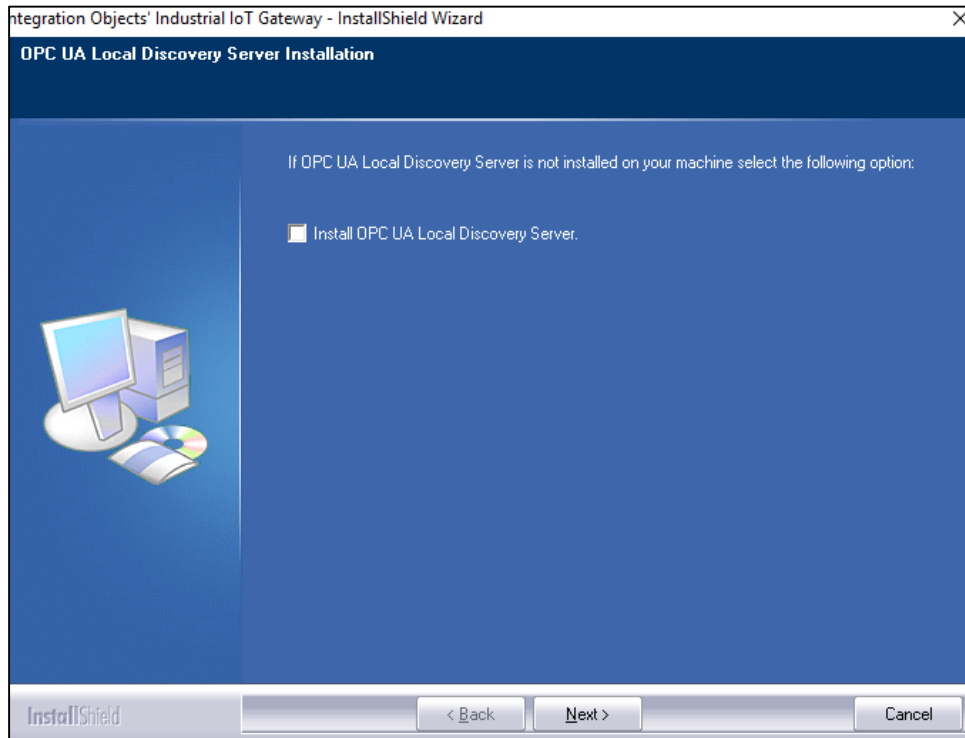 ntegration Objects' Industrial IoT Gateway - InstallShield Wizard
OPC UA Local Discovery Server Installation
If OPC UA Local Discovery Server is not installed on your machine select the following option:
Install OPC UA Local Discovery Server.
InstallShield
< Back
Next >
Cancel